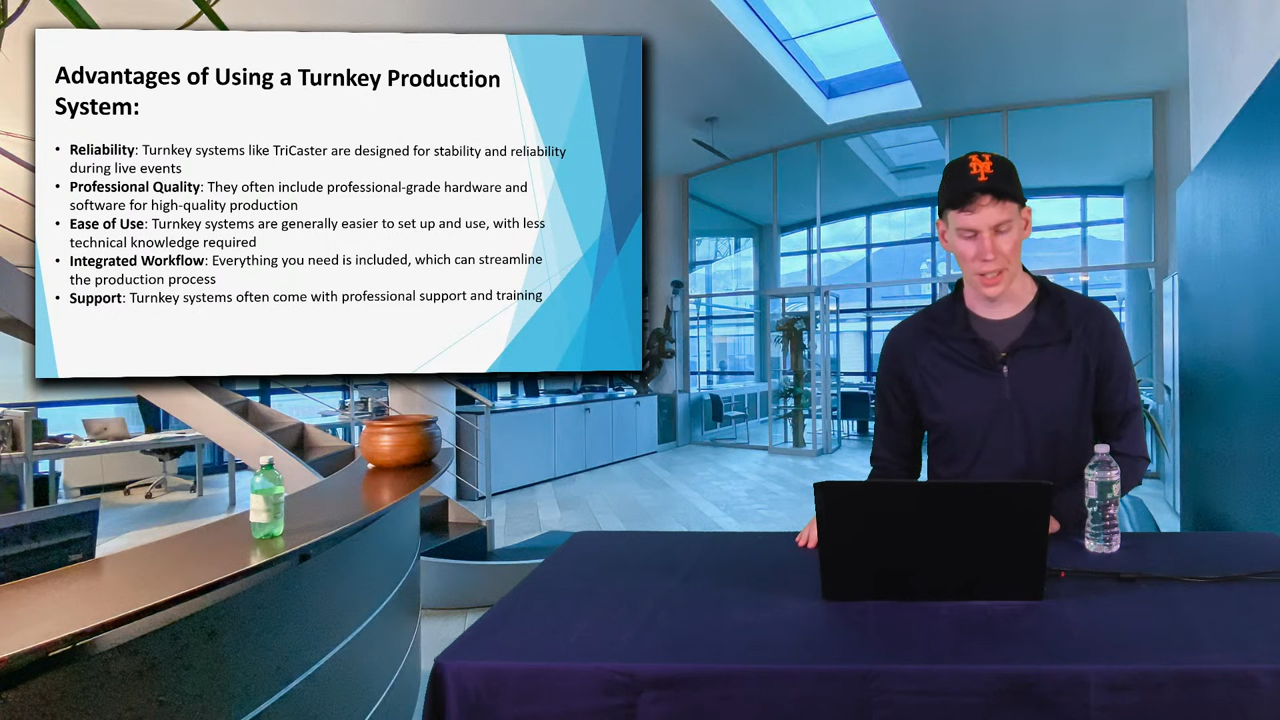 Advantages of Using a Turnkey Production
System:
• Reliability: Turnkey systems like TriCaster are designed for stability and reliability
during live events
• Professional Quality: They often include professional-grade hardware and
software for high-quality production
• Ease of Use: Turnkey systems are generally easier to set up and use, with less
technical knowledge required
• Integrated Workflow: Everything you need is included, which can streamline
the production process
• Support: Turnkey systems often come with professional support and training
NY